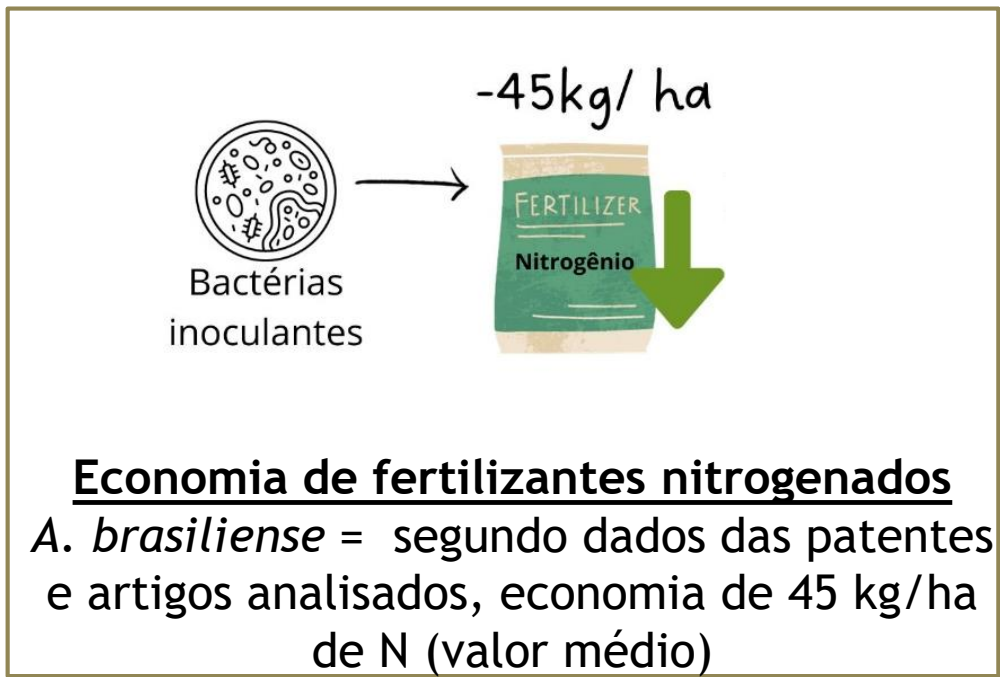 -45kg/ ha
FERTILIZER
Nitrogênio
Bactérias
inoculantes
Economia de fertilizantes nitrogenados
A. brasiliense = segundo dados das patentes
e artigos analisados, economia de 45 kg/ha
de N (valor médio)